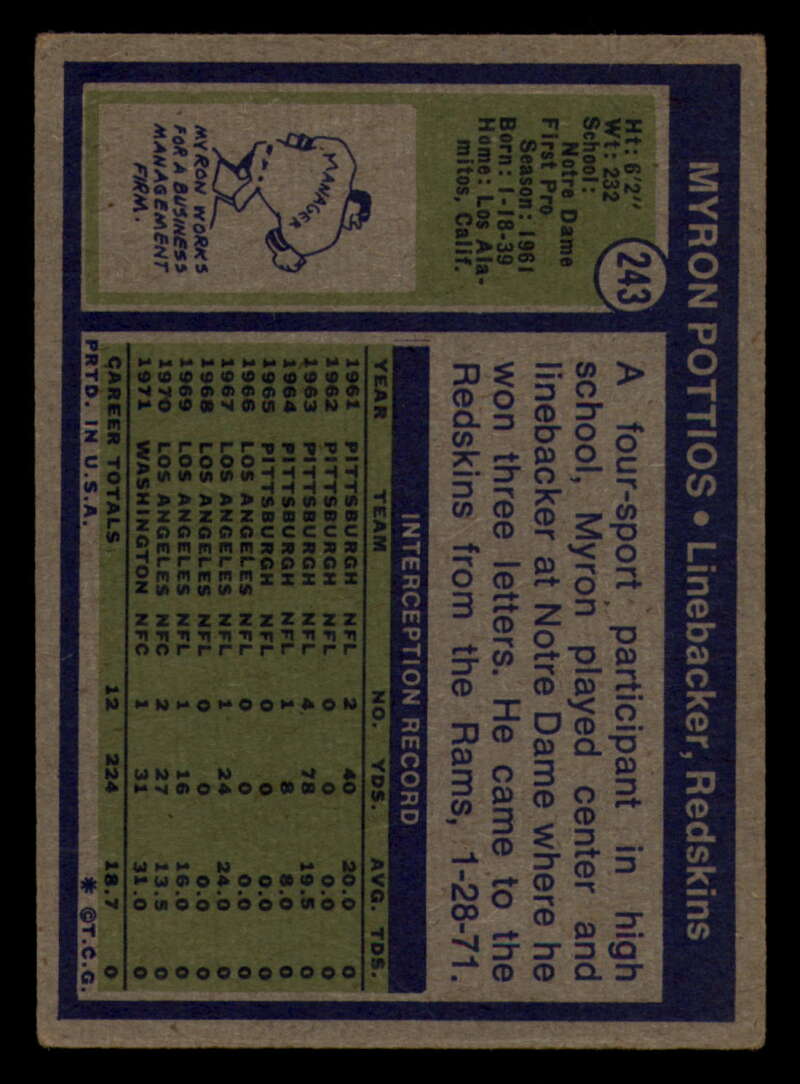 MYRON POTTIOS • Linebacker, Redskins
243
Ht: 6'2"
Wt: 232
School:
Notre Dame
First Pro
Season: 1961
Born: 1-18-39
Home: Los Ala-
mitos, Calif.
MANAGER
MYRON WORKS
FOR A BUSINESS
MANAGEMENT
FIRM.
A four-sport participant in high
school, Myron played center and
linebacker at Notre Dame where he
won three letters. He came to the
Redskins from the Rams, 1-28-71.
INTERCEPTION RECORD
YEAR TEAM NO. YDS. AVG. TDS.
1961 PITTSBURGH NFL 2 40 20.0 0
1962 PITTSBURGH NFL 0 0 0.0 0
1963 PITTSBURGH NFL 4 78 19.5 0
1964 PITTSBURGH NFL 1 8 8.0 0
1965 PITTSBURGH NFL 0 0 0.0 0
1966 LOS ANGELES NFL 0 0 0.0 0
1967 LOS ANGELES NFL 1 24 24.0 0
1968 LOS ANGELES NFL 0 0 0.0 0
1969 LOS ANGELES NFL 1 16 16.0 0
1970 LOS ANGELES NFC 2 27 13.5 0
1971 WASHINGTON NFC 1 31 31.0 0
CAREER TOTALS 12 224 18.7 0
PRTD. IN U.S.A. * ©T.C.G.